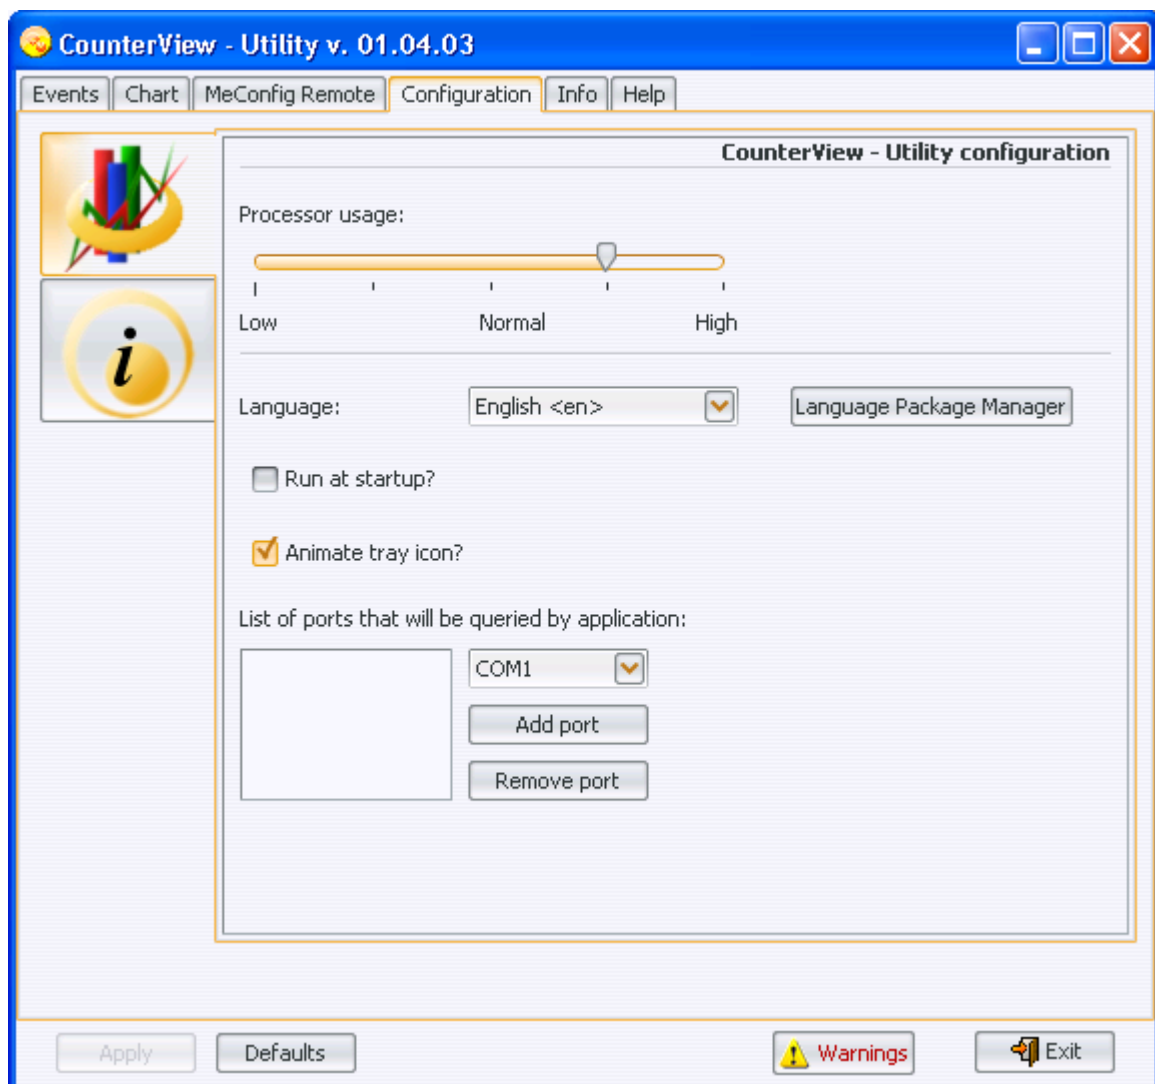 CounterView - Utility v. 01.04.03
Events Chart MeConfig Remote Configuration Info Help
CounterView - Utility configuration
Processor usage:
Low Normal High
Language: English <en> Language Package Manager
Run at startup?
Animate tray icon?
List of ports that will be queried by application:
COM1
Add port
Remove port
Apply Defaults Warnings Exit